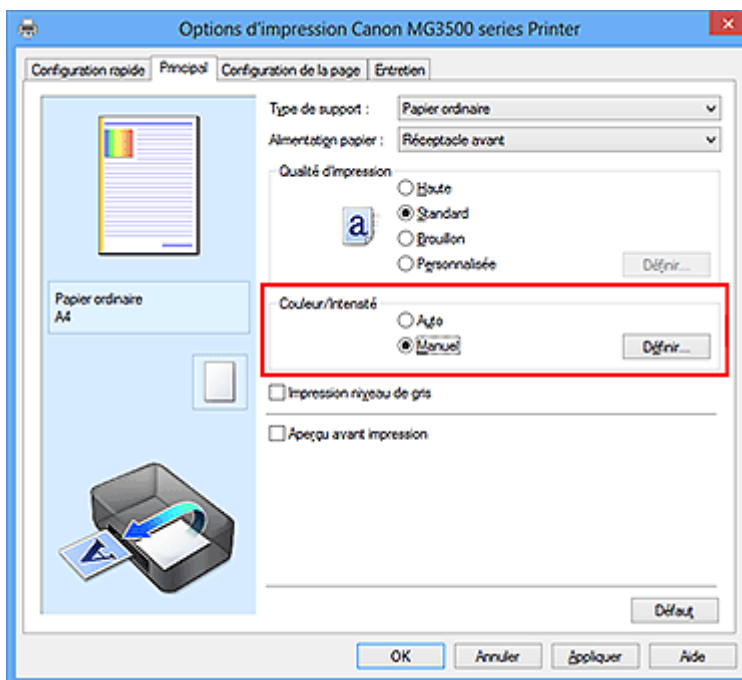 Options d'impression Canon MG3500 series Printer
Configuration rapide Principal Configuration de la page Entretien
Type de support : Papier ordinaire
Alimentation papier : Réceptacle avant
Qualité d'impression
Haute
a Standard
Brouillon
Personnalisée Définir...
Papier ordinaire
A4
Couleur/Intensité
Auto
Manuel Définir...
Impression niveau de gris
Aperçu avant impression
A
Défaut
OK Annuler Appliquer Aide